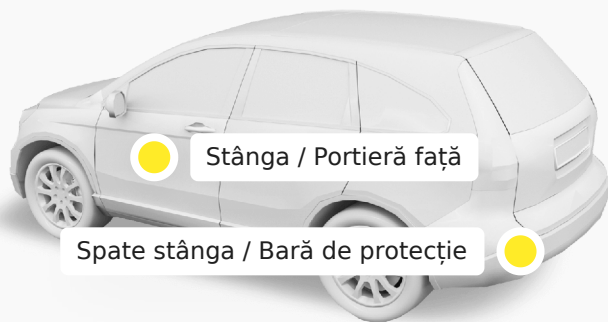 Stânga / Portieră față
Spate stânga / Bară de protecție